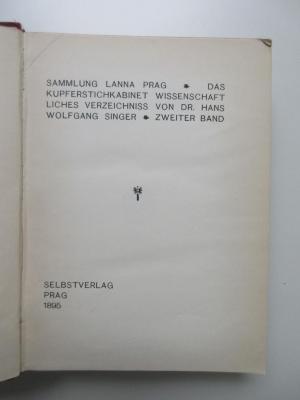 SAMMLUNG LANNA PRAG ❧ DAS
KUPFERSTICHKABINET WISSENSCHAFT
LICHES VERZEICHNISS VON DR. HANS
WOLFGANG SINGER ❧ ZWEITER BAND
SELBSTVERLAG
PRAG
1895